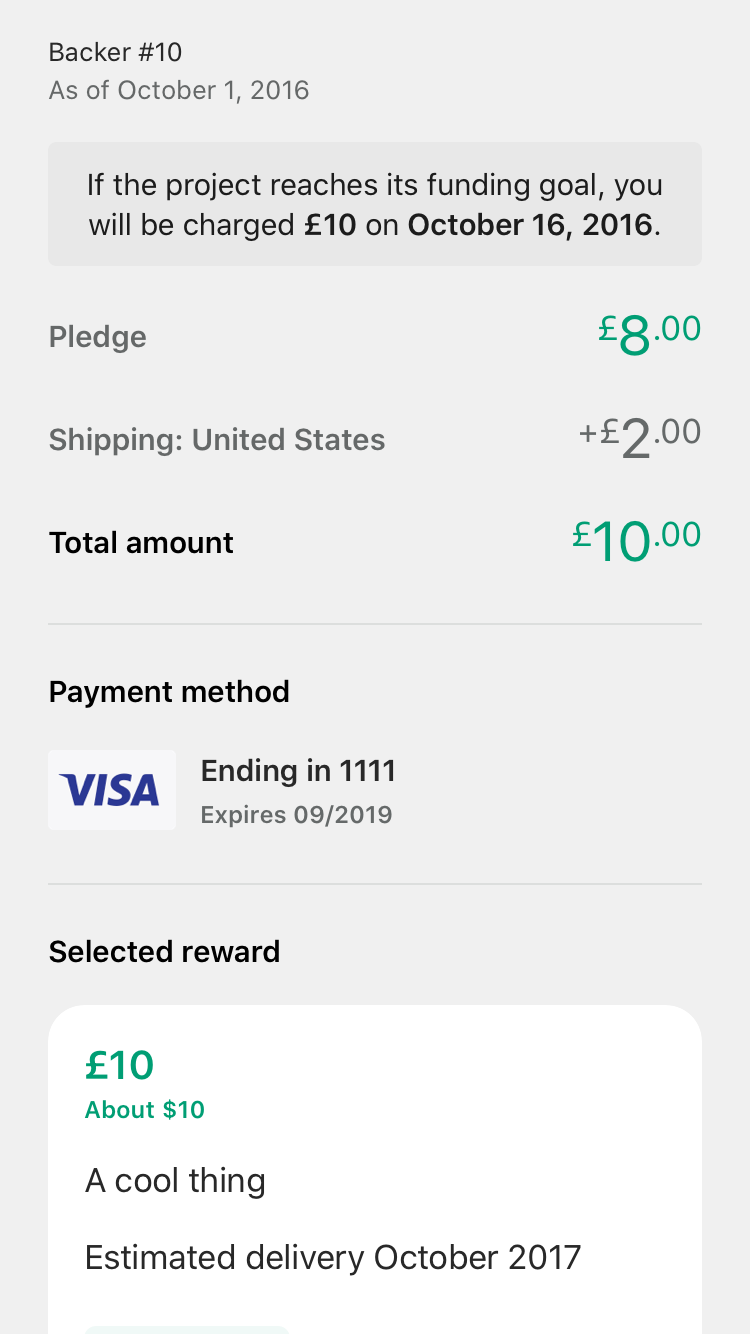 Backer #10
As of October 1, 2016
If the project reaches its funding goal, you
will be charged £10 on October 16, 2016.
Pledge £8.00
Shipping: United States +£2.00
Total amount £10.00
Payment method
VISA
Ending in 1111
Expires 09/2019
Selected reward
£10
About $10
A cool thing
Estimated delivery October 2017